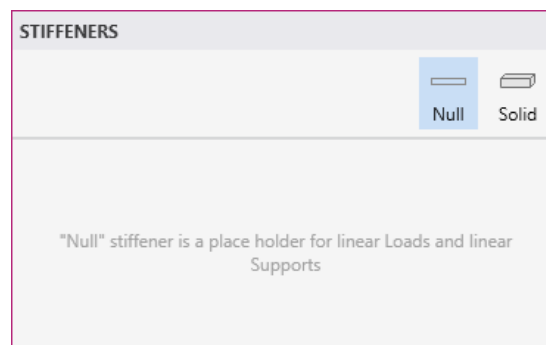 STIFFENERS
Null Solid
"Null" stiffener is a place holder for linear Loads and linear
Supports